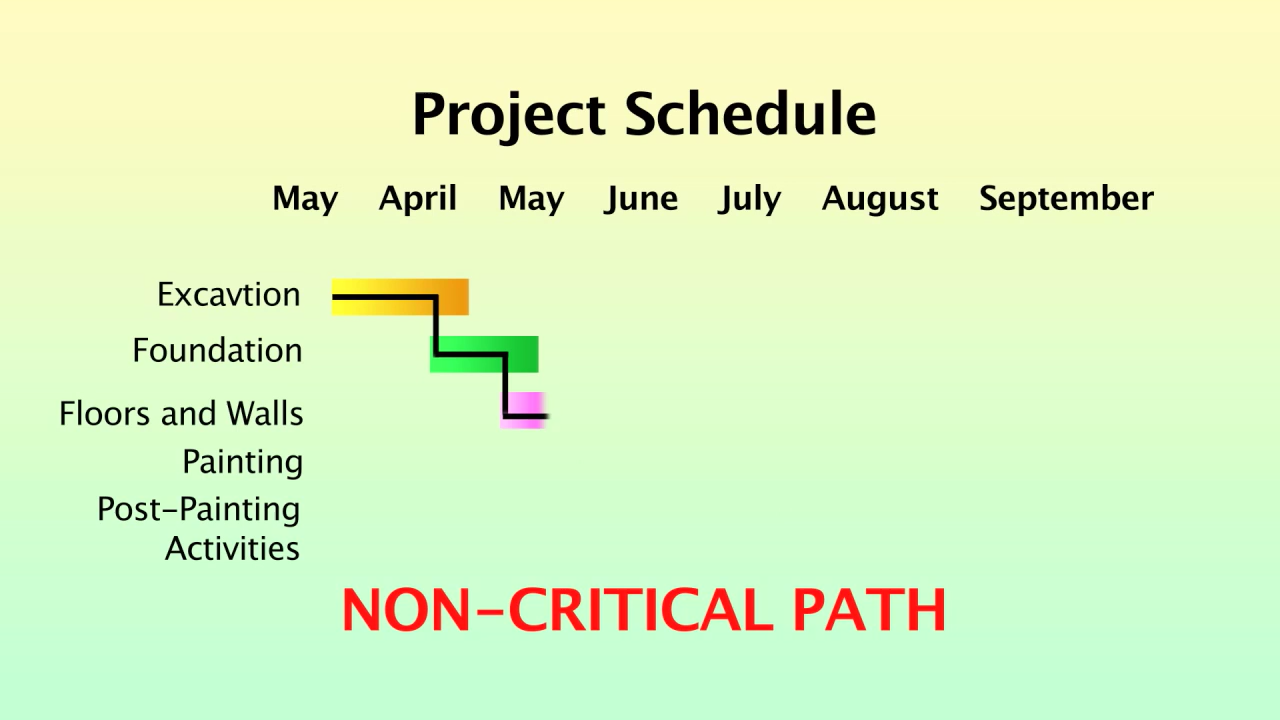 Project Schedule
May April May June July August September
Excavtion
Foundation
Floors and Walls
Painting
Post-Painting
Activities
NON-CRITICAL PATH